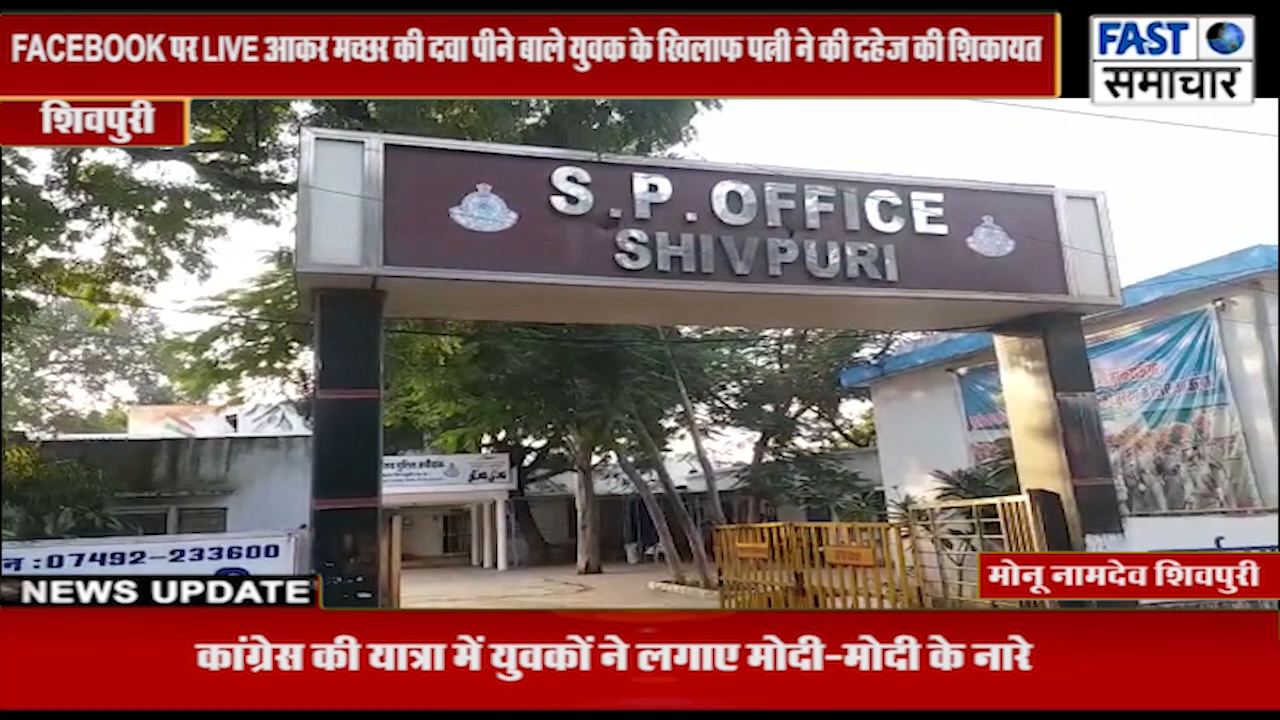 FACEBOOK पर LIVE आकर मच्छर की दवा पीने बाले युवक के खिलाफ पत्नी ने की दहेज की शिकायत
FAST
समाचार
शिवपुरी
S.P. OFFICE
SHIVPURI
न : 07492-233600
NEWS UPDATE
मोनू नामदेव शिवपुरी
कांग्रेस की यात्रा में युवकों ने लगाए मोदी-मोदी के नारे